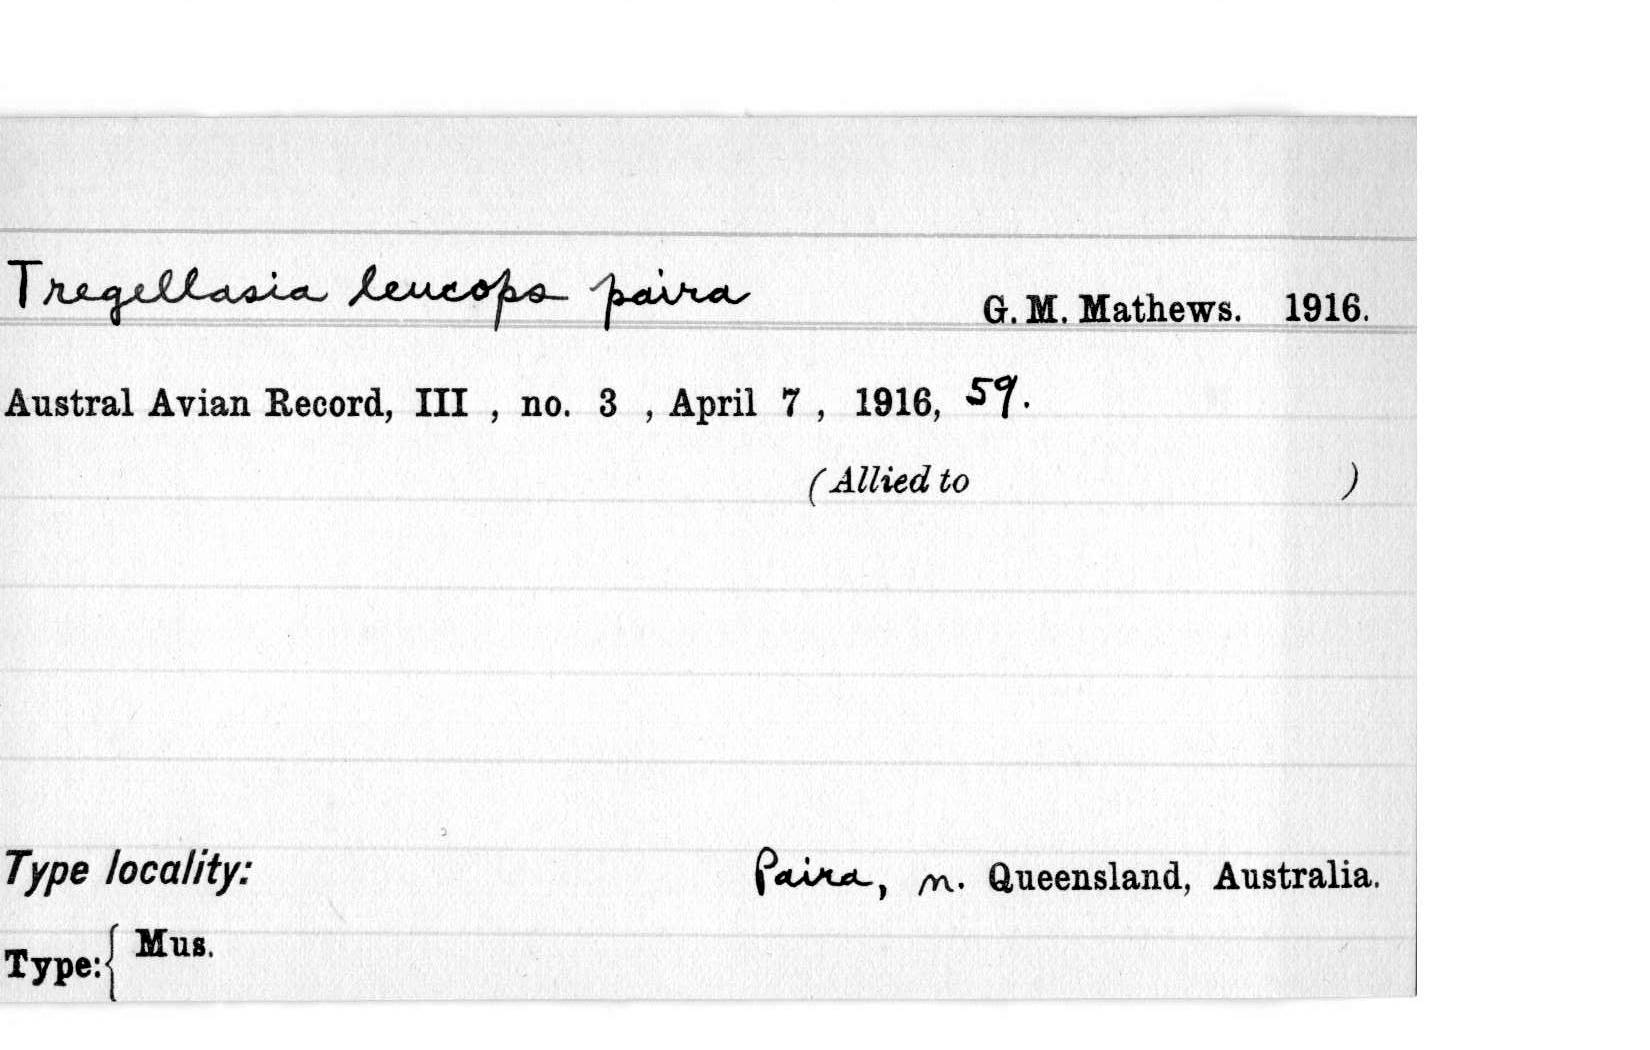 Tregellasia leucops paira G. M. Mathews. 1916.
Austral Avian Record, III , no. 3 , April 7 , 1916, 59.
(Allied to )
Type locality: Paira, n. Queensland, Australia.
Type: { Mus.